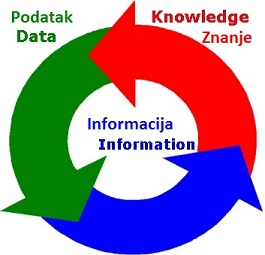 Podatak
Data
Knowledge
Znanje
Informacija
Information